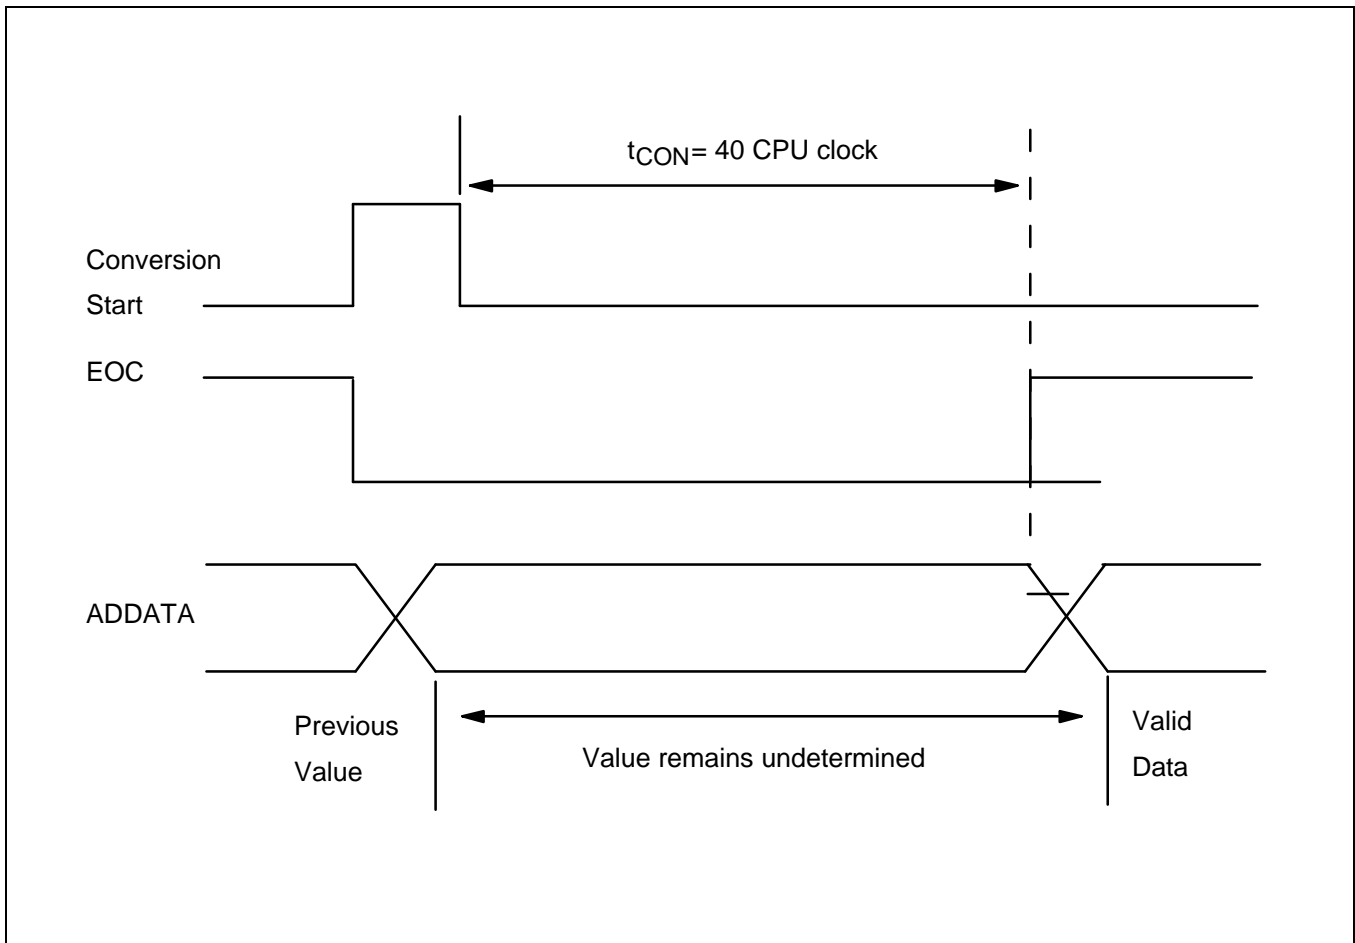 tCON= 40 CPU clock
Conversion
Start
EOC
ADDATA
Previous
Value
Value remains undetermined
Valid
Data